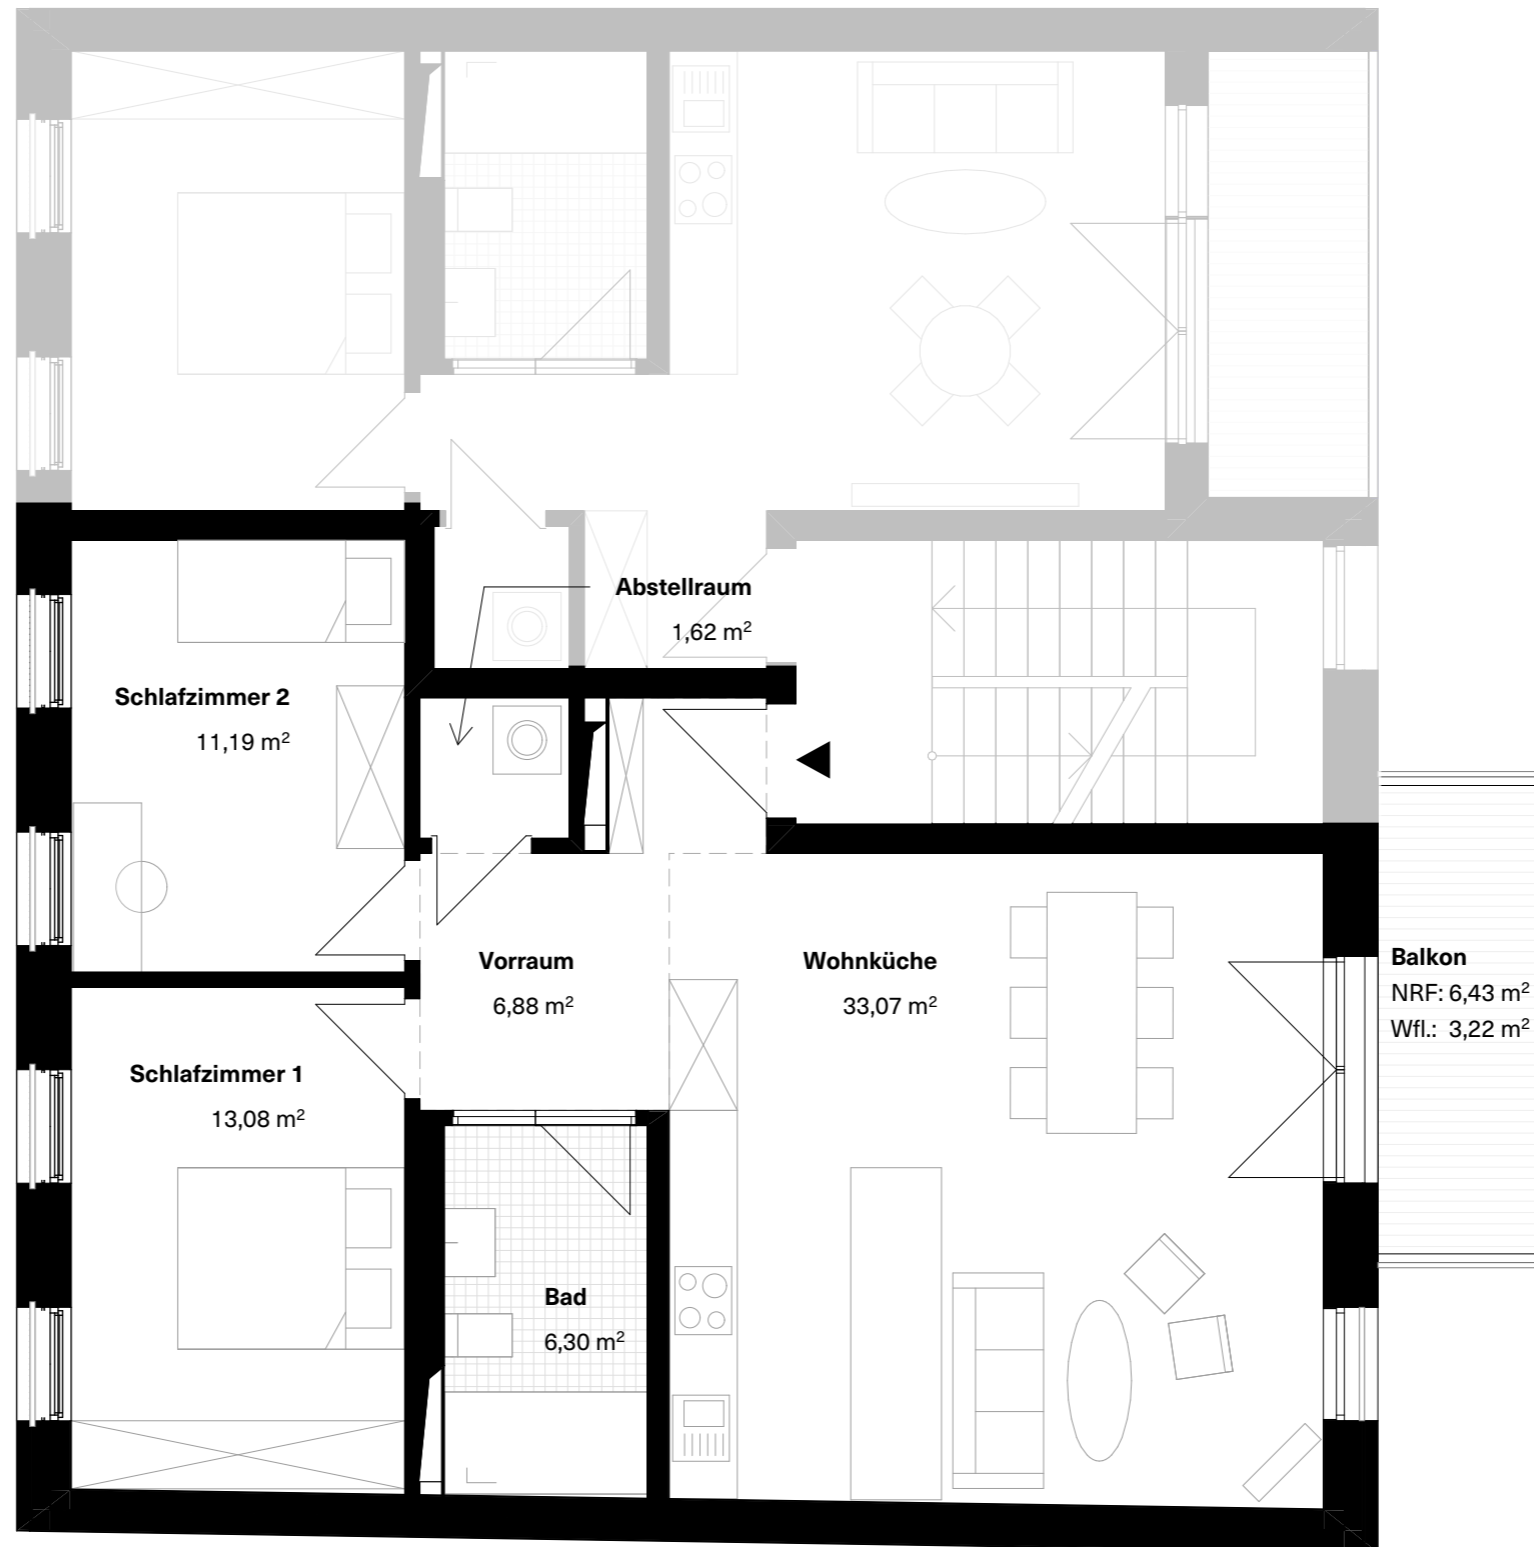 Abstellraum
1,62 m²
Schlafzimmer 2
11,19 m²
Vorraum
6,88 m²
Wohnküche
33,07 m²
Balkon
NRF: 6,43 m²
Wfl.: 3,22 m²
Schlafzimmer 1
13,08 m²
Bad
6,30 m²